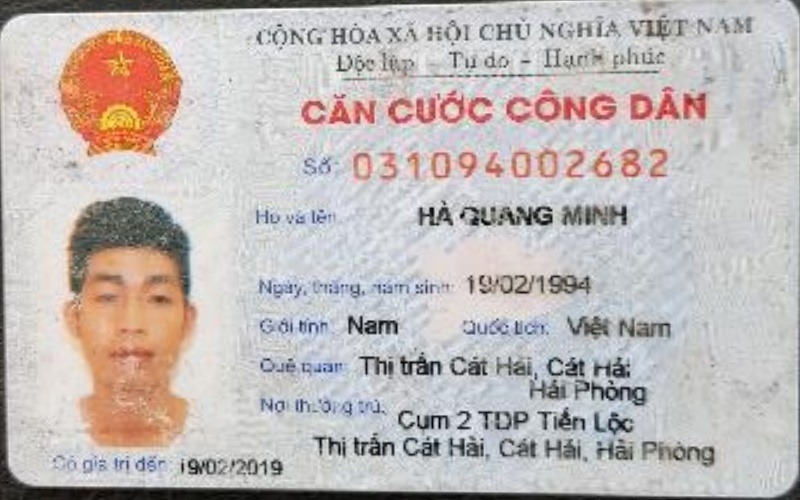 CỘNG HÒA XÃ HỘI CHỦ NGHĨA VIỆT NAM
Độc lập - Tự do - Hạnh phúc
CĂN CƯỚC CÔNG DÂN
Số: 031094002682
Họ và tên: HÀ QUANG MINH
Ngày, tháng, năm sinh: 19/02/1994
Giới tính: Nam Quốc tịch: Việt Nam
Quê quán: Thị trấn Cát Hải, Cát Hải
Hải Phòng
Nơi thường trú:
Cụm 2 TDP Tiến Lộc
Thị trấn Cát Hải, Cát Hải, Hải Phòng
Có giá trị đến: 19/02/2019